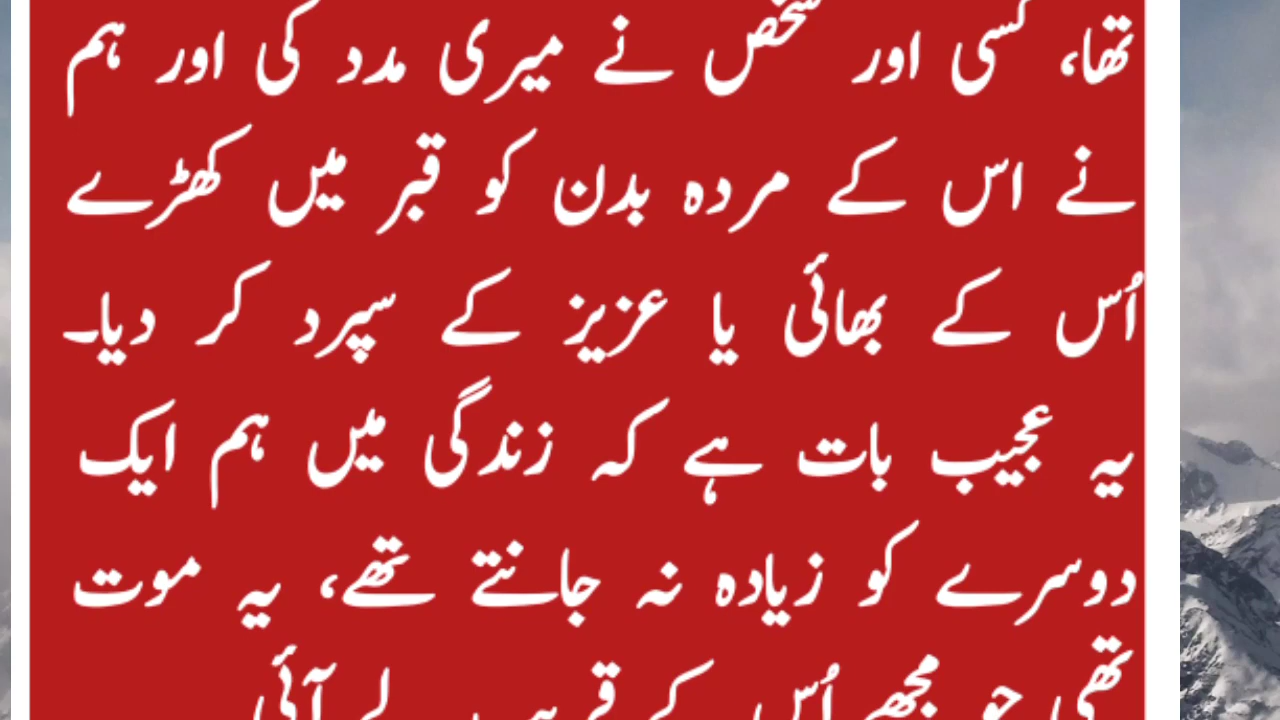 تھا، کسی اور شخص نے میری مدد کی اور ہم
نے اس کے مردہ بدن کو قبر میں کھڑے
اُس کے بھائی یا عزیز کے سپرد کر دیا۔
یہ عجیب بات ہے کہ زندگی میں ہم ایک
دوسرے کو زیادہ نہ جانتے تھے، یہ موت
تھی جو مجھے اُس کے قریب لے آئی